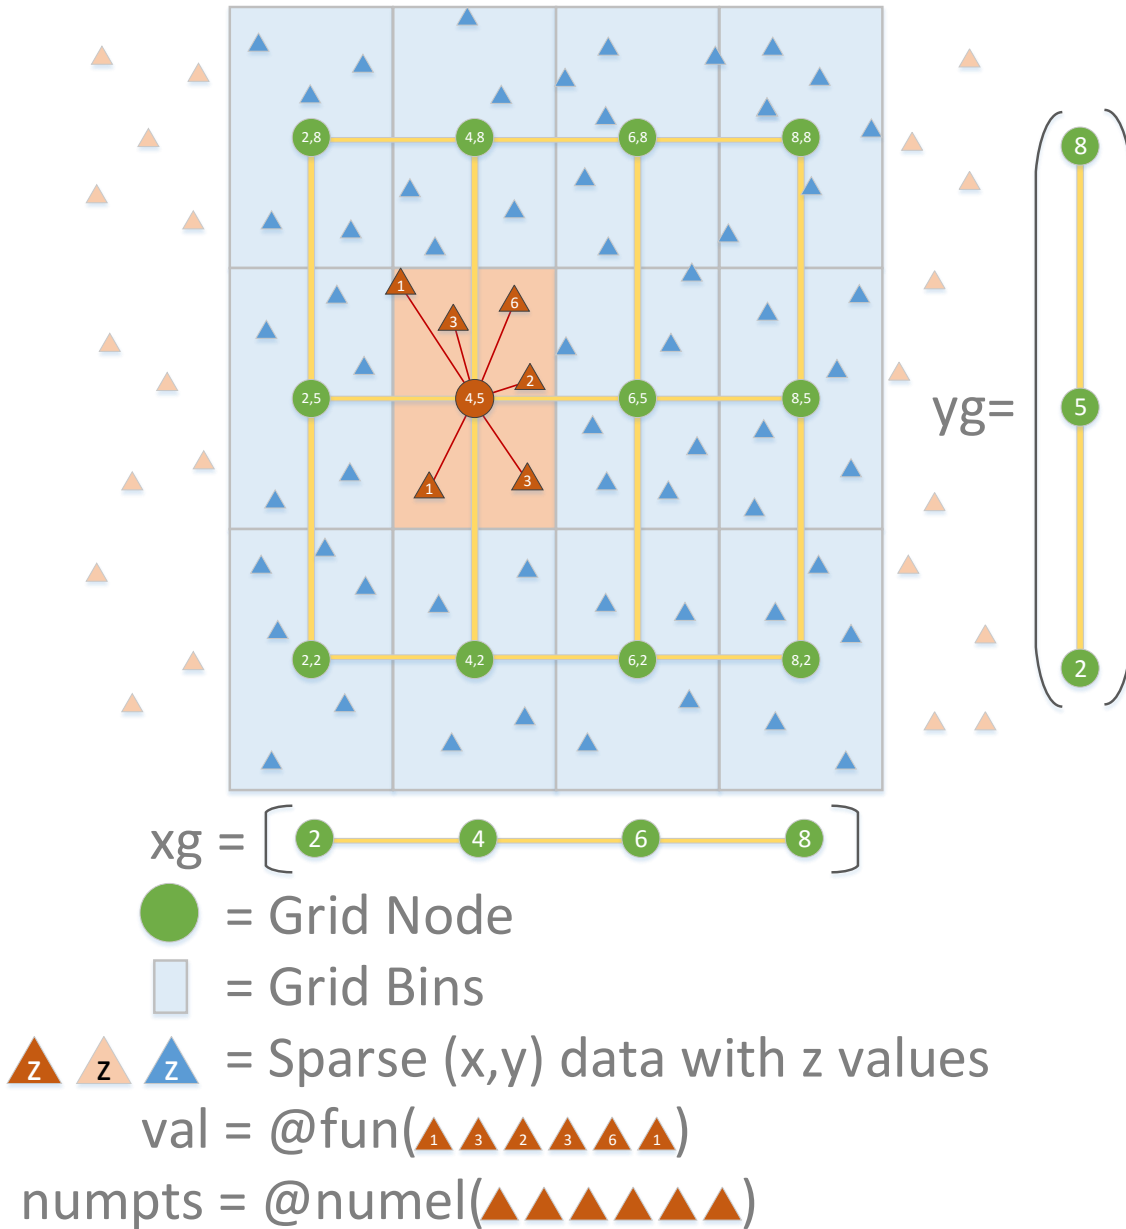 2,8 4,8 6,8 8,8
8
1
6
3
2
2,5 4,5 6,5 8,5
yg= 5
1 3
2,2 4,2 6,2 8,2
2
xg = 2 4 6 8
= Grid Node
= Grid Bins
z z z = Sparse (x,y) data with z values
val = @fun(1 3 2 3 6 1)
numpts = @numel( )